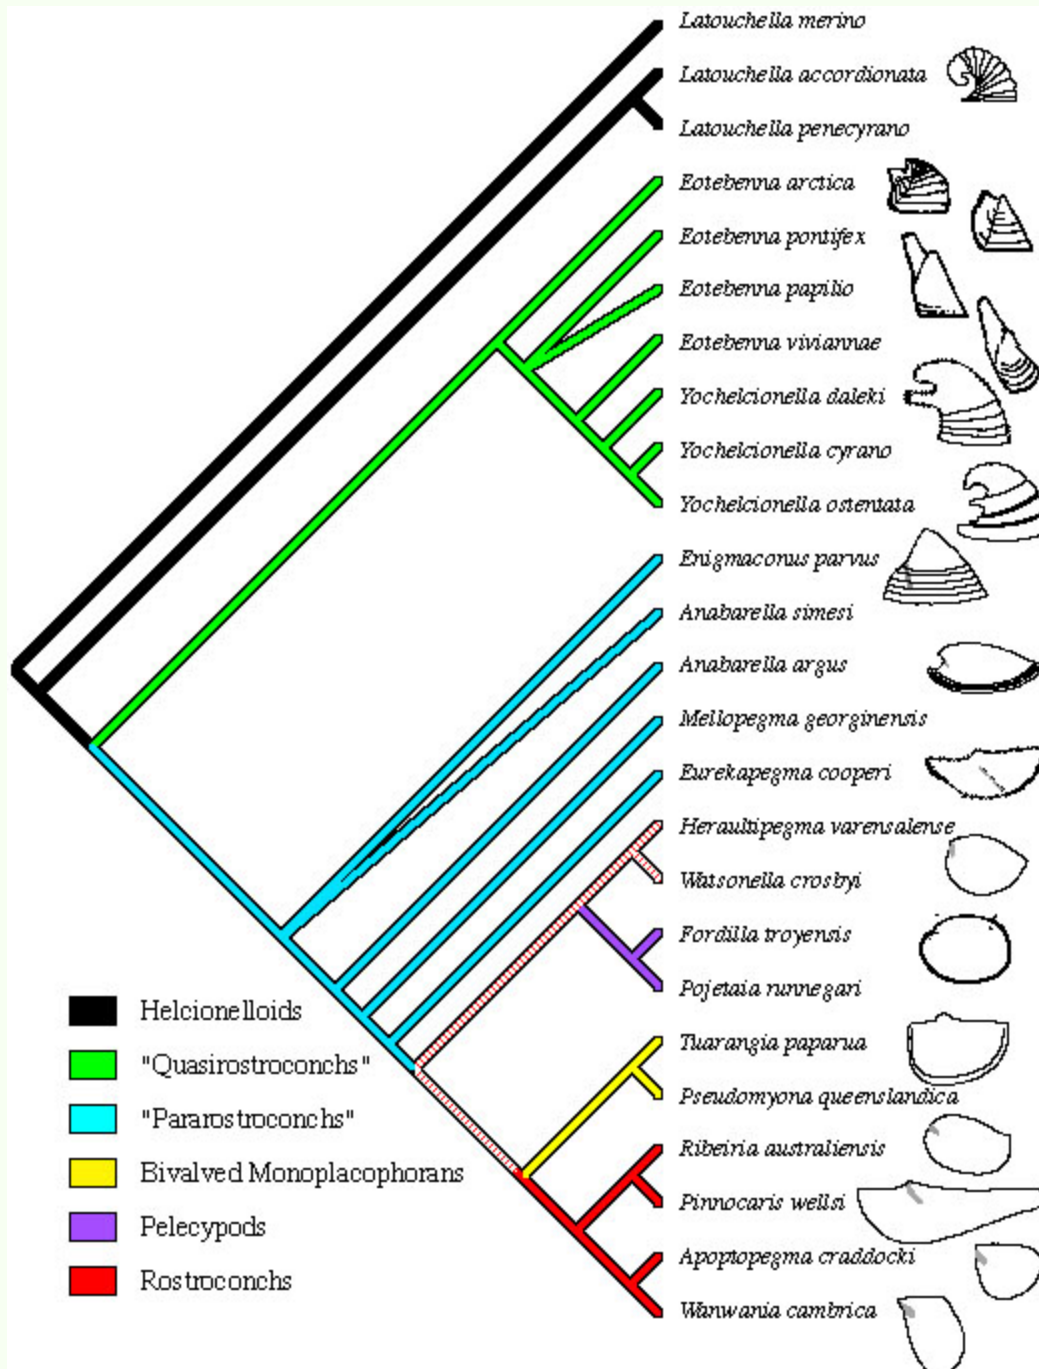 Latouchella merino
Latouchella accordionata
Latouchella penecyrano
Eotebenna arctica
Eotebenna pontifex
Eotebenna papilio
Eotebenna viviannae
Yochelcionella daleki
Yochelcionella cyrano
Yochelcionella ostentata
Enigmaconus parvus
Anabarella simesi
Anabarella argus
Mellopegma georginensis
Eurekapegma cooperi
Heraultipegma varensalense
Watsonella crosbyi
Fordilla troyensis
Pojetaia runnegari
Tuarangia paparua
Pseudomyona queenslandica
Ribeiria australiensis
Pinnocaris wellsi
Apoptopegma craddocki
Wanwania cambrica
Helcionelloids
"Quasirostroconchs"
"Pararostroconchs"
Bivalved Monoplacophorans
Pelecypods
Rostroconchs